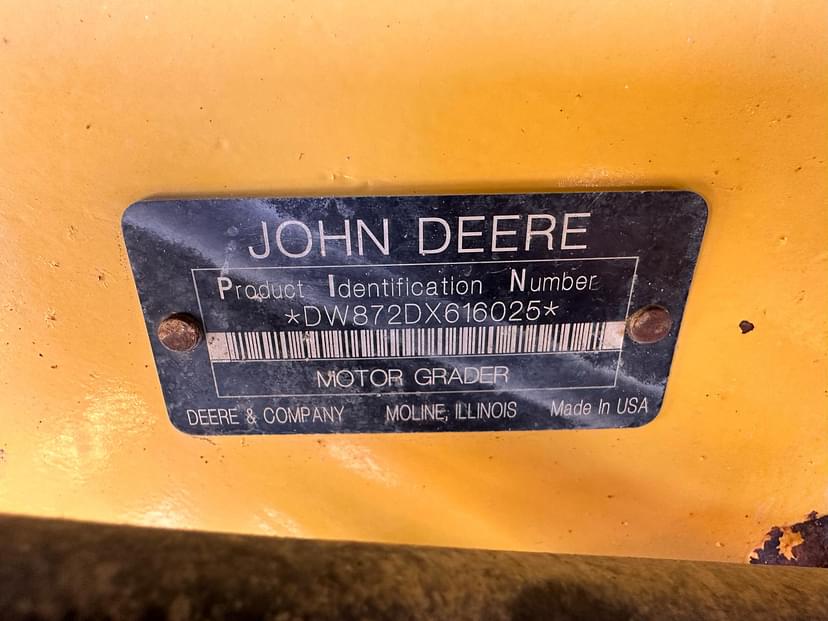 JOHN DEERE
Product Identification Number
*DW872DX616025*
MOTOR GRADER
DEERE & COMPANY MOLINE, ILLINOIS Made In USA